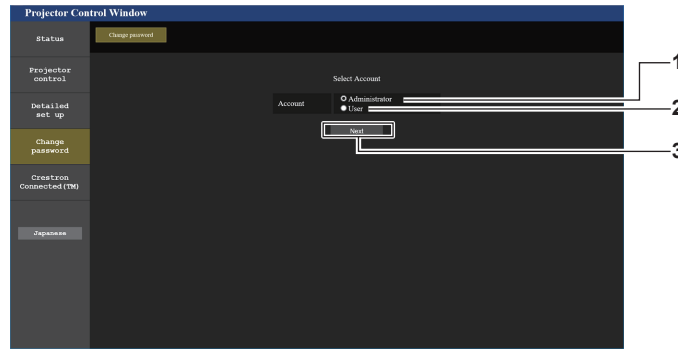 Projector Control Window
Status
Change password
Projector
control
Detailed
set up
Change
password
Crestron
Connected(TM)
Japanese
Select Account
Account
Administrator
User
Next
1
2
3